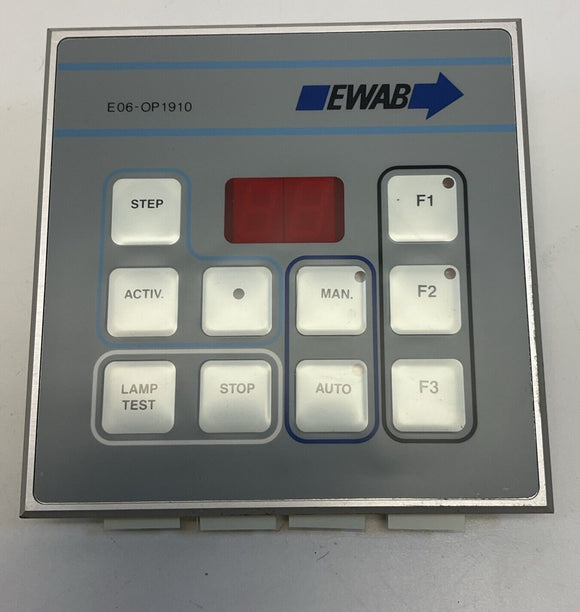 E06-OP1910
EWAB
STEP
F1
ACTIV.
MAN.
F2
LAMP
TEST
STOP
AUTO
F3